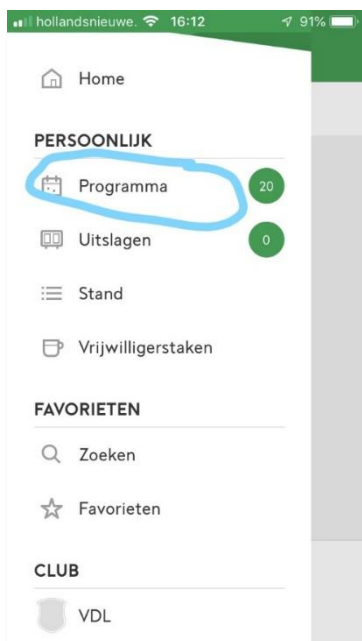 hollandsnieuwe. 16:12 91%
Home
PERSOONLIJK
Programma 20
Uitslagen 0
Stand
Vrijwilligerstaken
FAVORIETEN
Zoeken
Favorieten
CLUB
VDL